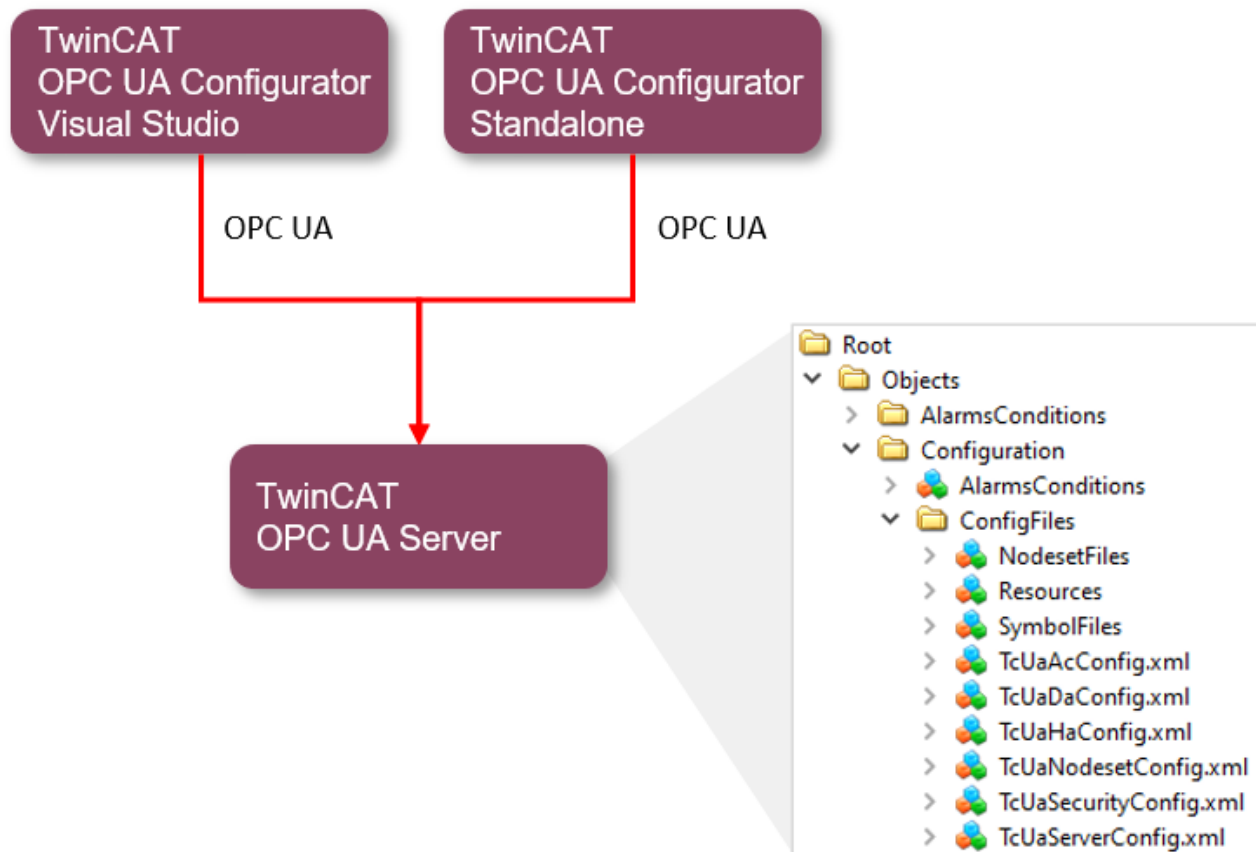 TwinCAT
OPC UA Configurator
Visual Studio
TwinCAT
OPC UA Configurator
Standalone
OPC UA
OPC UA
TwinCAT
OPC UA Server
Root
Objects
AlarmsConditions
Configuration
AlarmsConditions
ConfigFiles
NodesetFiles
Resources
SymbolFiles
TcUaAcConfig.xml
TcUaDaConfig.xml
TcUaHaConfig.xml
TcUaNodesetConfig.xml
TcUaSecurityConfig.xml
TcUaServerConfig.xml